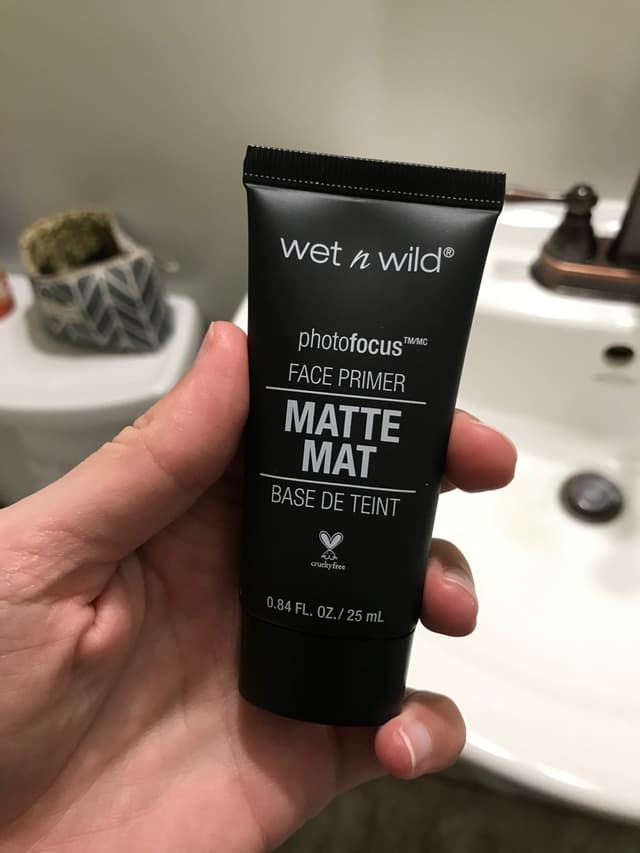 wet n wild®
photofocus™/MC
FACE PRIMER
MATTE
MAT
BASE DE TEINT
crueltyfree
0.84 FL. OZ./ 25 mL